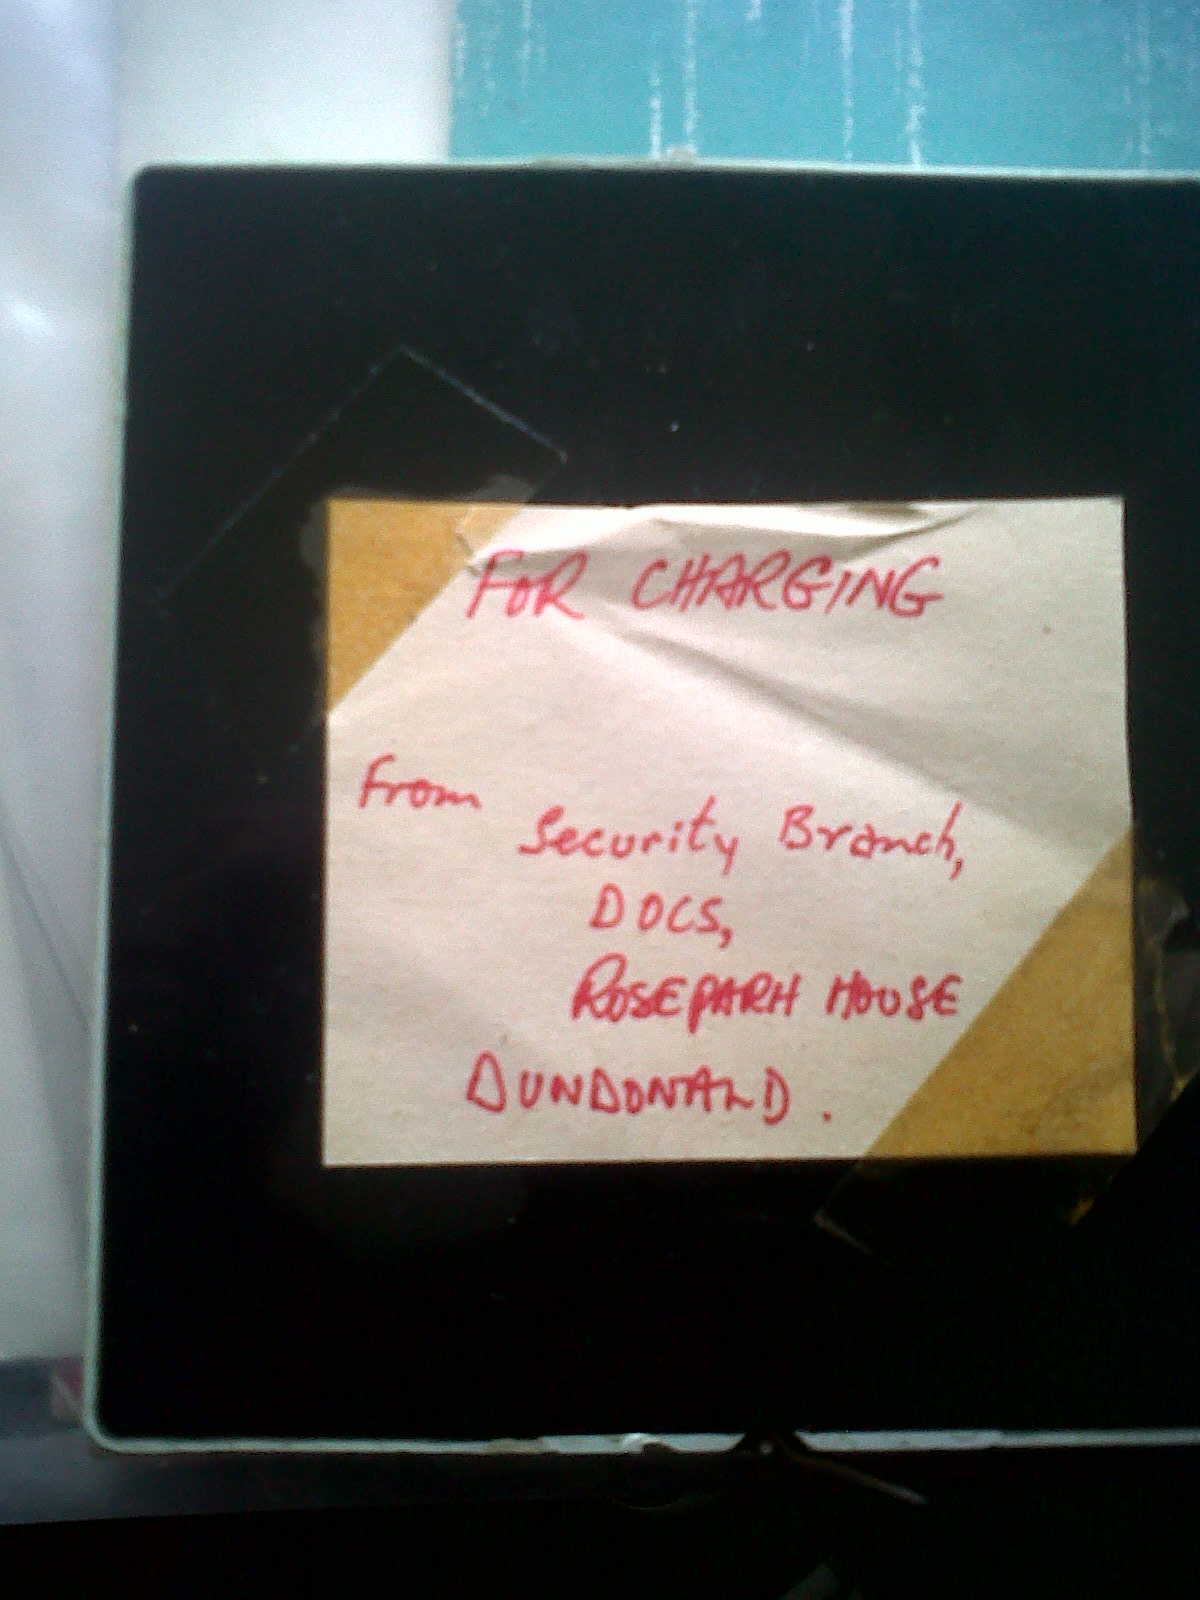 FOR CHARGING
From
Security Branch,
DOCS,
ROSEPARK HOUSE
DUNDONALD.